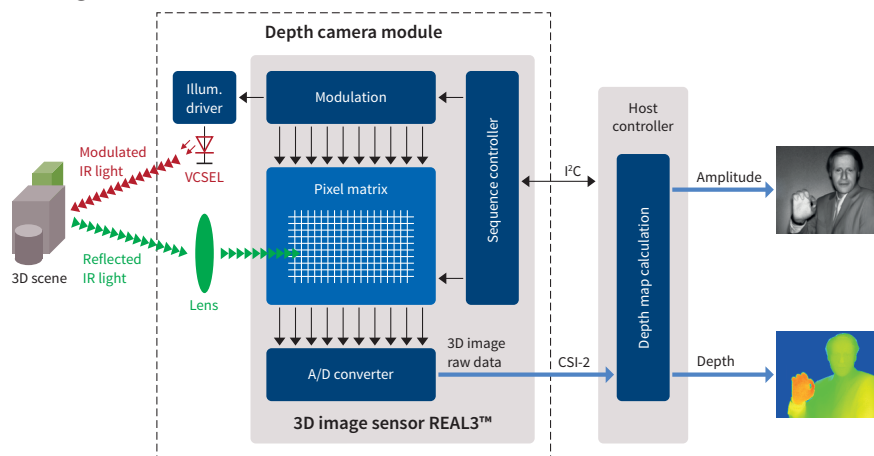 Depth camera module
Illum.
driver
Modulation
Sequence controller
Host
controller
Modulated
IR light
VCSEL
Pixel matrix
I²C
Amplitude
Depth map calculation
3D scene
Reflected
IR light
Lens
3D image
raw data
CSI-2
Depth
A/D converter
3D image sensor REAL3™